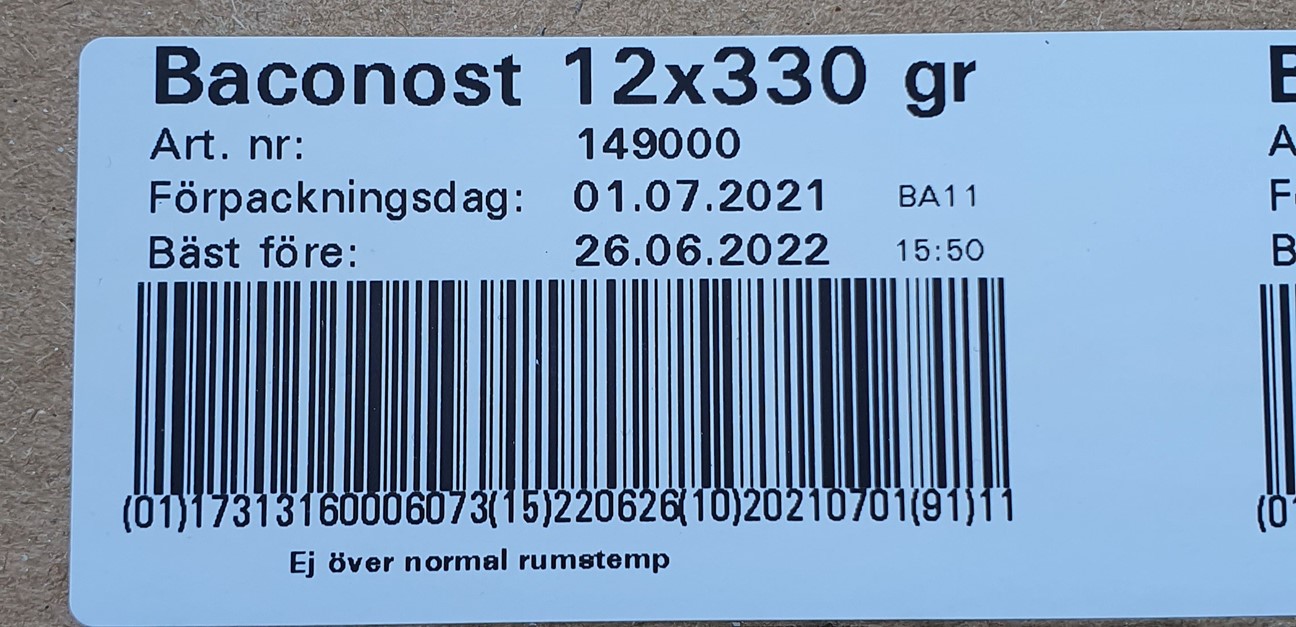 Baconost 12x330 gr
Art. nr: 149000
Förpackningsdag: 01.07.2021 BA11
Bäst före: 26.06.2022 15:50
(01)17313160006073(15)220626(10)20210701(91)11
Ej över normal rumstemp